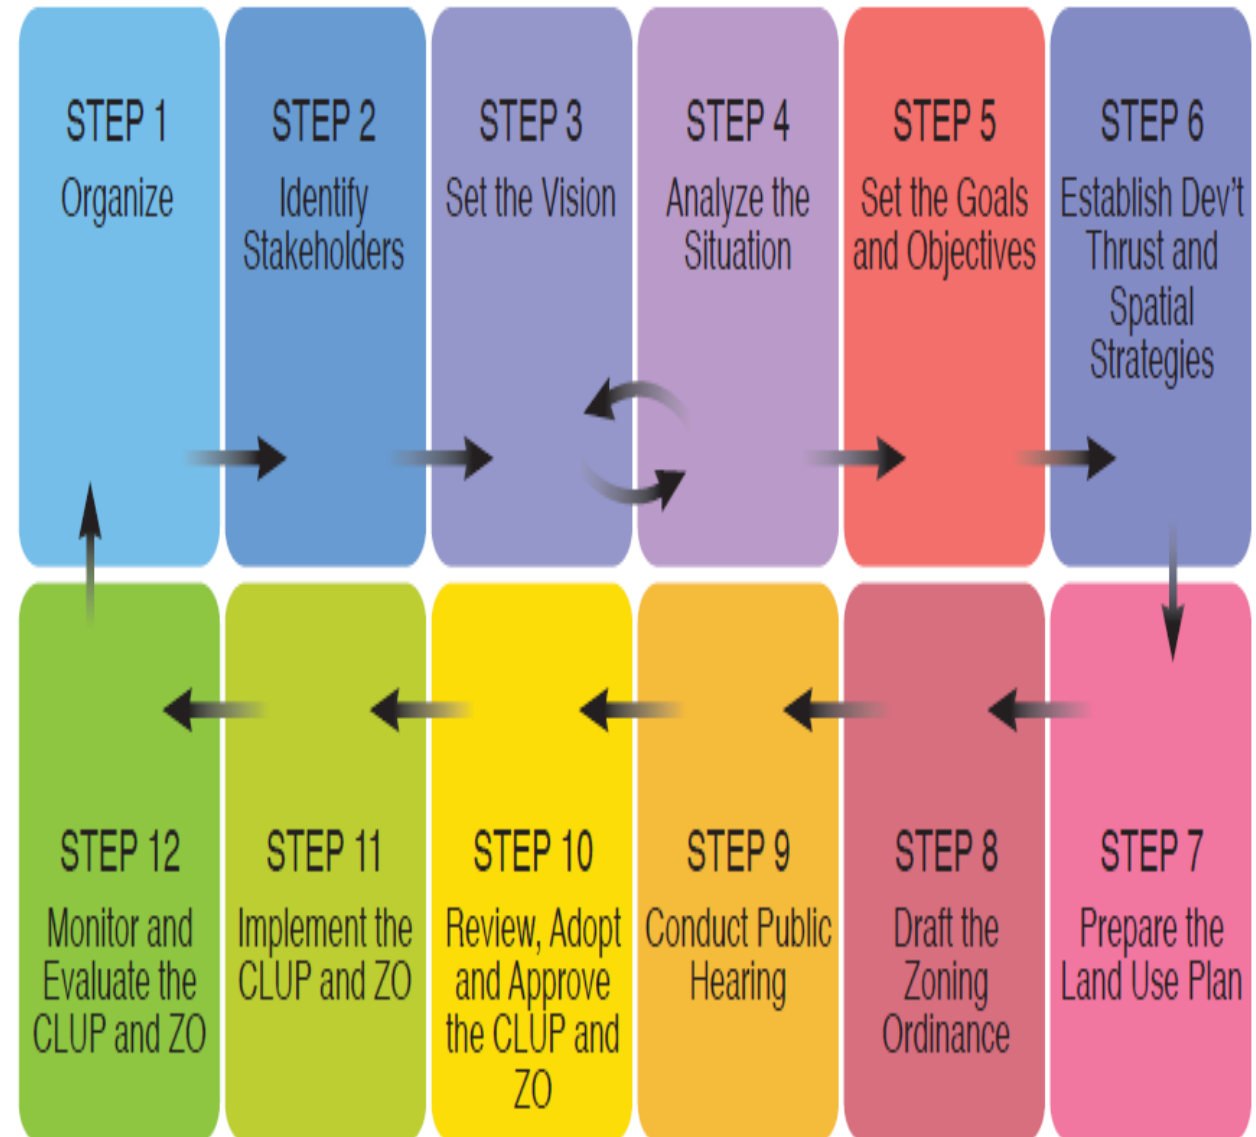 STEP 1
Organize
STEP 2
Identify
Stakeholders
STEP 3
Set the Vision
STEP 4
Analyze the
Situation
STEP 5
Set the Goals
and Objectives
STEP 6
Establish Dev't
Thrust and
Spatial
Strategies
STEP 7
Prepare the
Land Use Plan
STEP 8
Draft the
Zoning
Ordinance
STEP 9
Conduct Public
Hearing
STEP 10
Review, Adopt
and Approve
the CLUP and
ZO
STEP 11
Implement the
CLUP and ZO
STEP 12
Monitor and
Evaluate the
CLUP and ZO